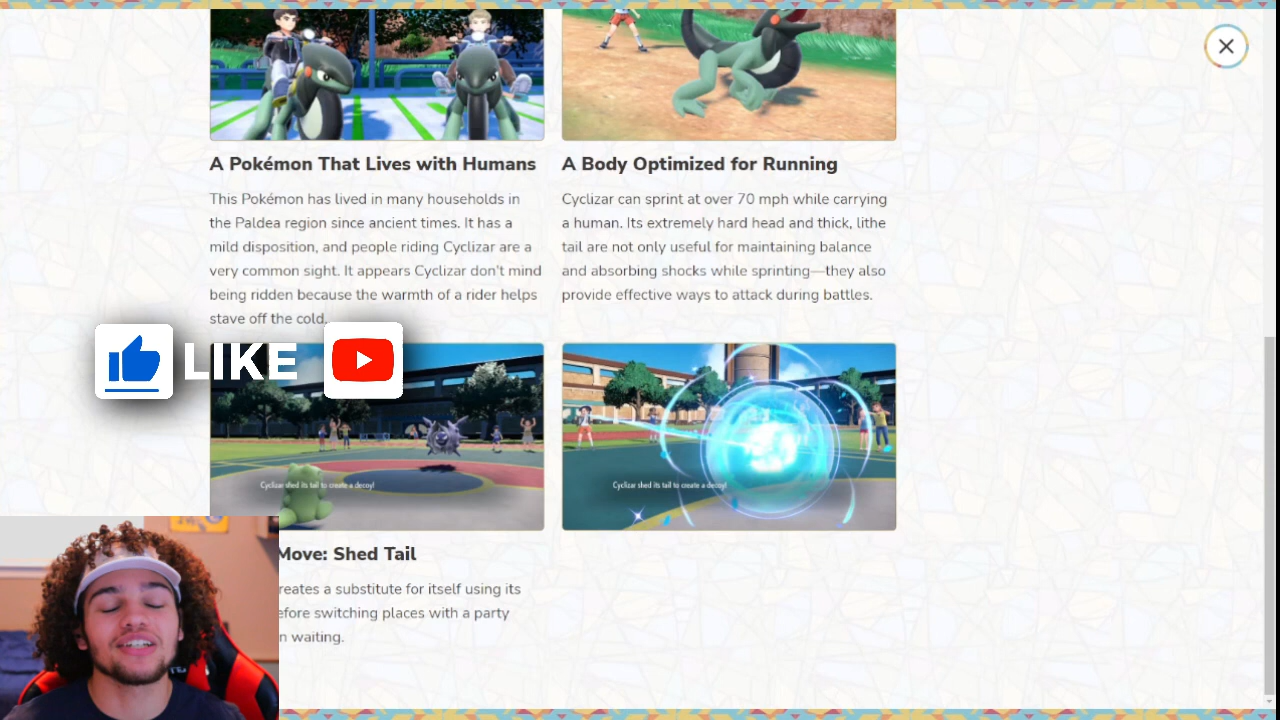 A Pokémon That Lives with Humans
This Pokémon has lived in many households in
the Paldea region since ancient times. It has a
mild disposition, and people riding Cyclizar are a
very common sight. It appears Cyclizar don't mind
being ridden because the warmth of a rider helps
stave off the cold.
A Body Optimized for Running
Cyclizar can sprint at over 70 mph while carrying
a human. Its extremely hard head and thick, lithe
tail are not only useful for maintaining balance
and absorbing shocks while sprinting—they also
provide effective ways to attack during battles.
LIKE
Cyclizar shed its tail to create a decoy!
Cyclizar shed its tail to create a decoy!
Move: Shed Tail
reates a substitute for itself using its
efore switching places with a party
n waiting.